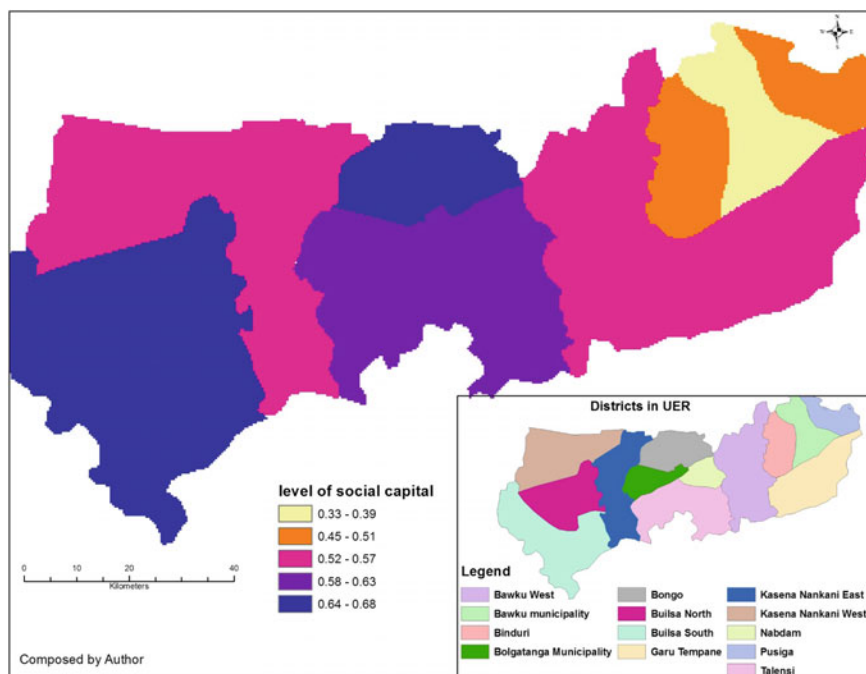 N
W E
S
level of social capital
0.33 - 0.39
0.45 - 0.51
0.52 - 0.57
0.58 - 0.63
0.64 - 0.68
0 10 20 40
Kilometers
Composed by Author
Districts in UER
Legend
Bawku West
Bawku municipality
Binduri
Bolgatanga Municipality
Bongo
Builsa North
Builsa South
Garu Tempane
Kasena Nankani East
Kasena Nankani West
Nabdam
Pusiga
Talensi